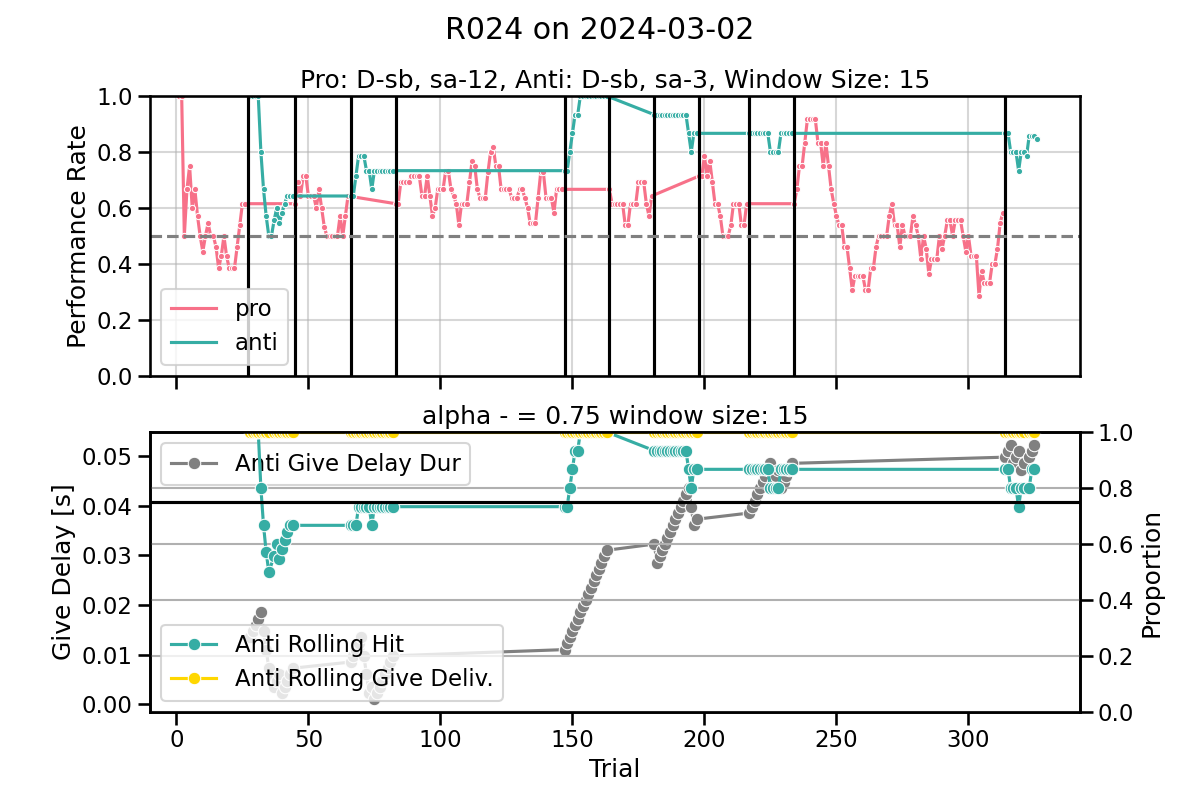 R024 on 2024-03-02
Pro: D-sb, sa-12, Anti: D-sb, sa-3, Window Size: 15
Performance Rate
1.0
0.8
0.6
0.4
0.2
0.0
pro
anti
alpha - = 0.75 window size: 15
Give Delay [s]
0.05
0.04
0.03
0.02
0.01
0.00
Anti Give Delay Dur
Anti Rolling Hit
Anti Rolling Give Deliv.
1.0
0.8
0.6
0.4
0.2
0.0
Proportion
0 50 100 150 200 250 300
Trial